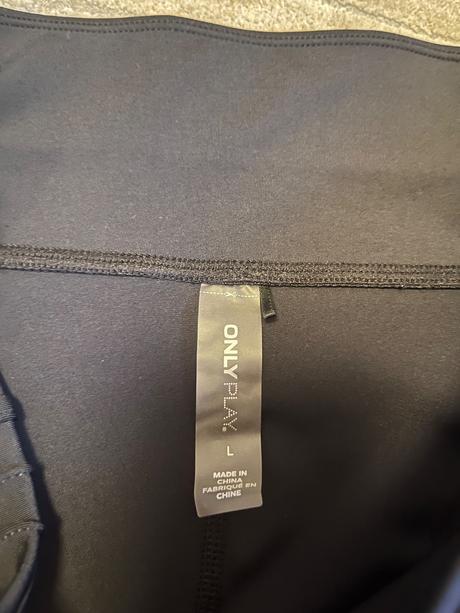 ONLY PLAY®
L
MADE IN
CHINA
FABRIQUÉ EN
CHINE